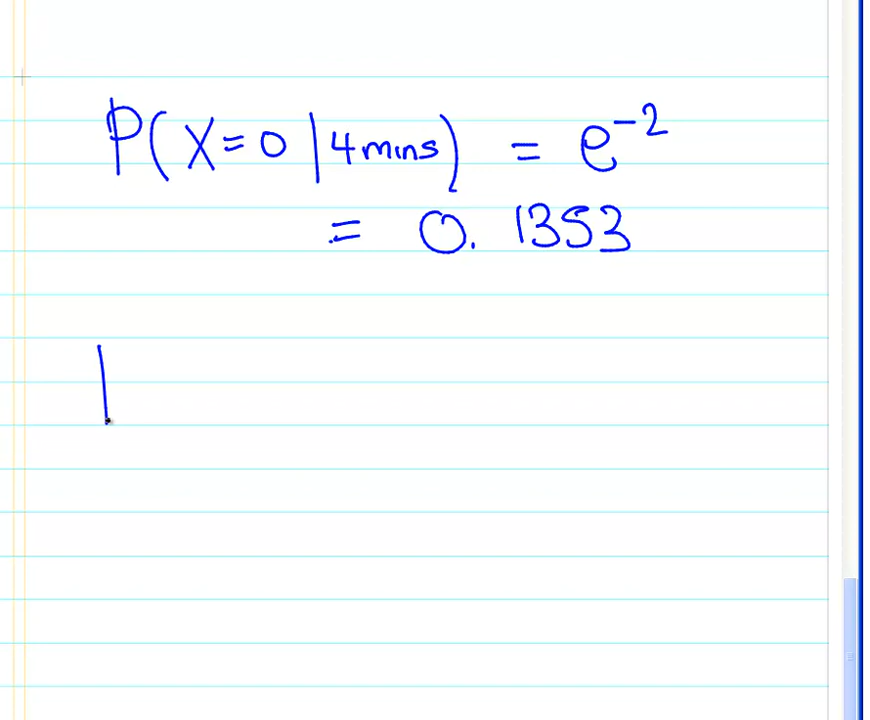 P(X=0|4mins) = e⁻²
= 0.1353